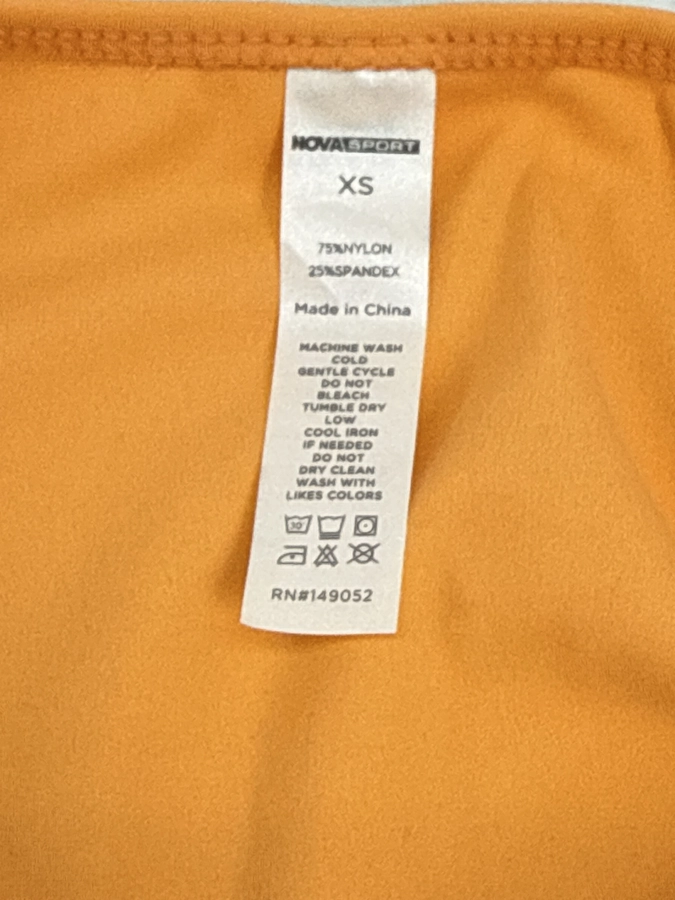 NOVASPORT
XS
75%NYLON
25%SPANDEX
Made in China
MACHINE WASH
COLD
GENTLE CYCLE
DO NOT
BLEACH
TUMBLE DRY
LOW
COOL IRON
IF NEEDED
DO NOT
DRY CLEAN
WASH WITH
LIKES COLORS
30°
RN#149052